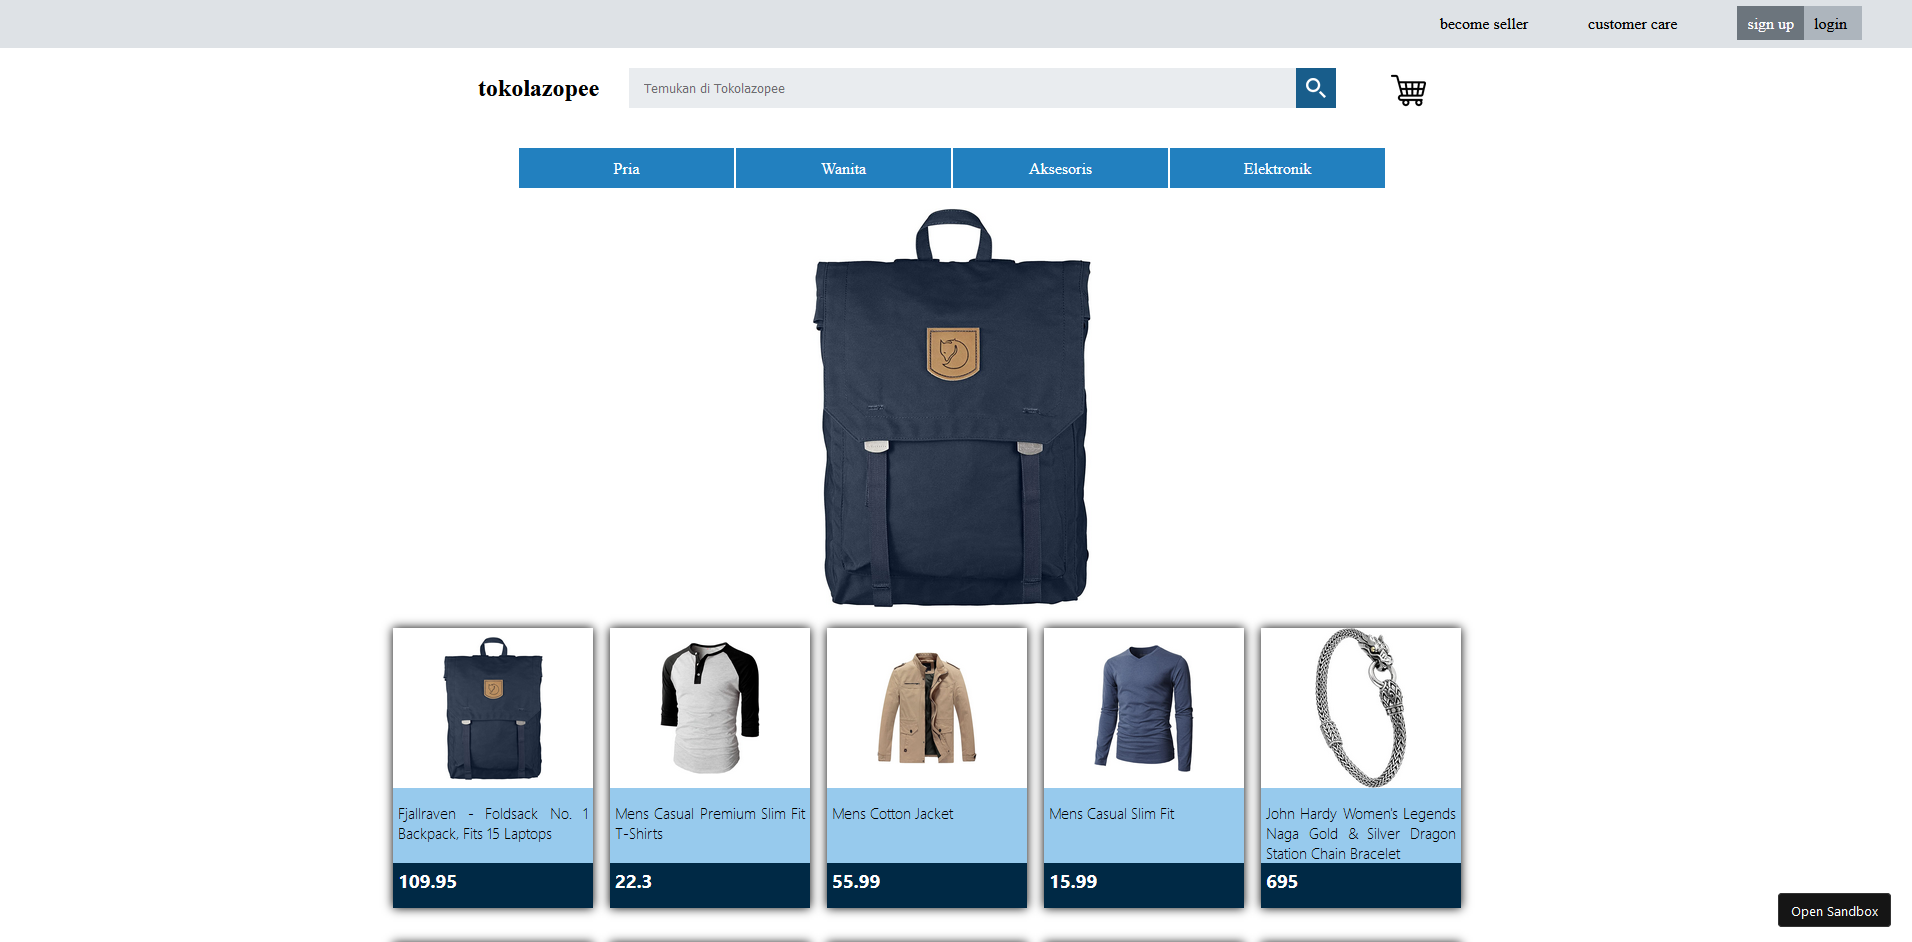 become seller
customer care
sign up
login
tokolazopee
Temukan di Tokolazopee
Pria
Wanita
Aksesoris
Elektronik
Fjallraven - Foldsack No. 1
Backpack, Fits 15 Laptops
109.95
Mens Casual Premium Slim Fit
T-Shirts
22.3
Mens Cotton Jacket
55.99
Mens Casual Slim Fit
15.99
John Hardy Women's Legends
Naga Gold & Silver Dragon
Station Chain Bracelet
695
Open Sandbox